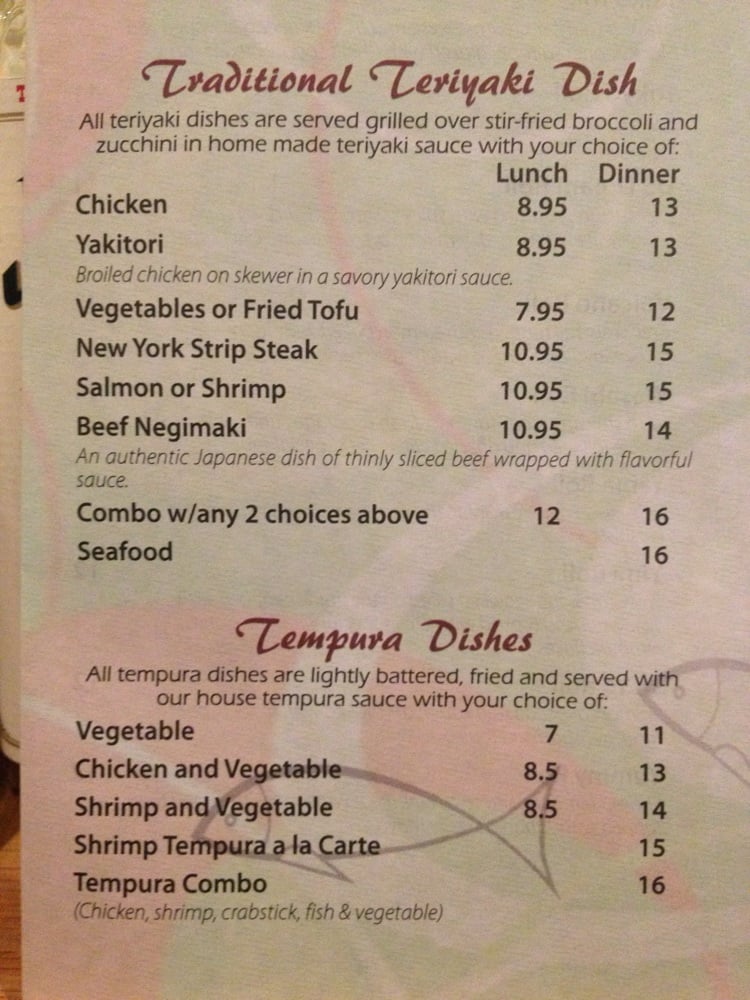 Traditional Teriyaki Dish
All teriyaki dishes are served grilled over stir-fried broccoli and
zucchini in home made teriyaki sauce with your choice of:
Lunch Dinner
Chicken 8.95 13
Yakitori 8.95 13
Broiled chicken on skewer in a savory yakitori sauce.
Vegetables or Fried Tofu 7.95 12
New York Strip Steak 10.95 15
Salmon or Shrimp 10.95 15
Beef Negimaki 10.95 14
An authentic Japanese dish of thinly sliced beef wrapped with flavorful
sauce.
Combo w/any 2 choices above 12 16
Seafood 16
Tempura Dishes
All tempura dishes are lightly battered, fried and served with
our house tempura sauce with your choice of:
Vegetable 7 11
Chicken and Vegetable 8.5 13
Shrimp and Vegetable 8.5 14
Shrimp Tempura a la Carte 15
Tempura Combo 16
(Chicken, shrimp, crabstick, fish & vegetable)